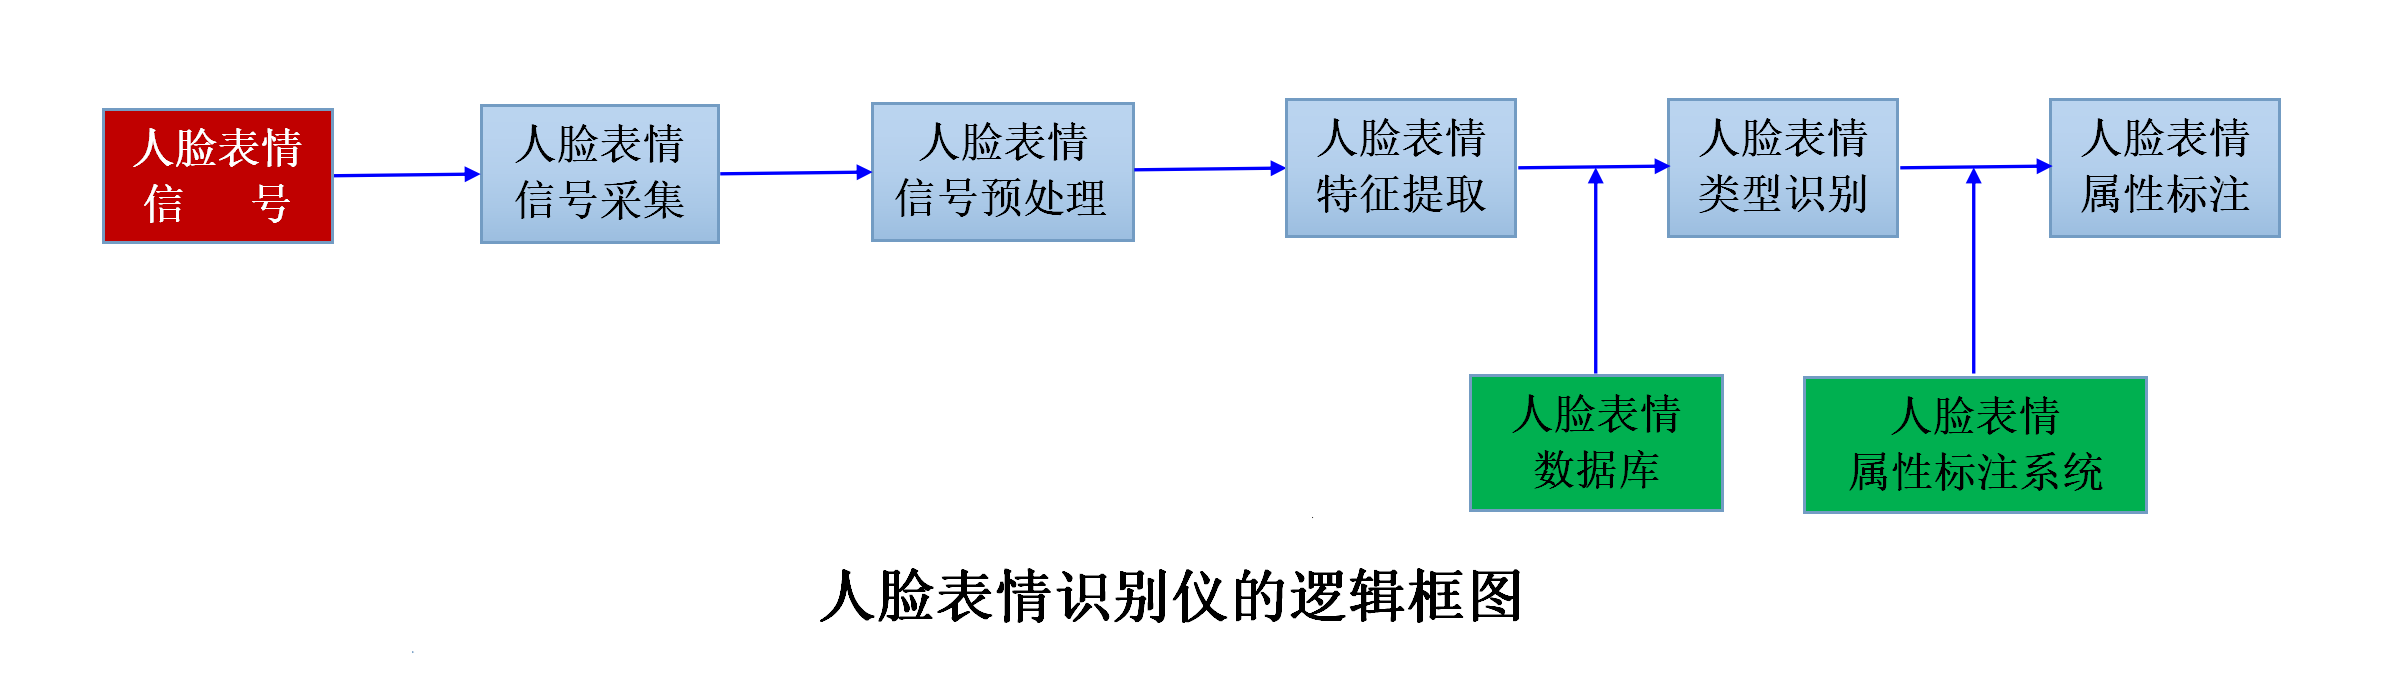 人脸表情
信 号
人脸表情
信号采集
人脸表情
信号预处理
人脸表情
特征提取
人脸表情
类型识别
人脸表情
属性标注
人脸表情
数据库
人脸表情
属性标注系统
人脸表情识别仪的逻辑框图